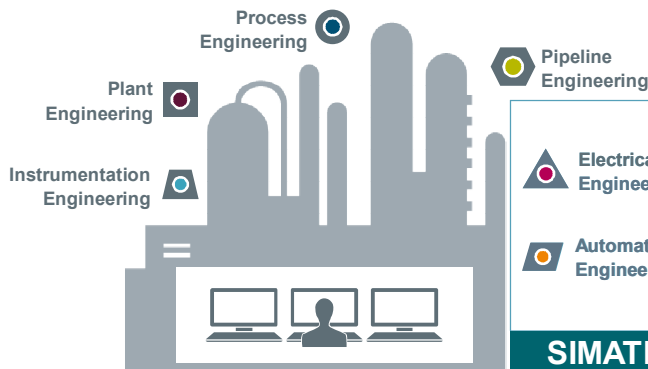 Process
Engineering
Pipeline
Engineering
Plant
Engineering
Instrumentation
Engineering